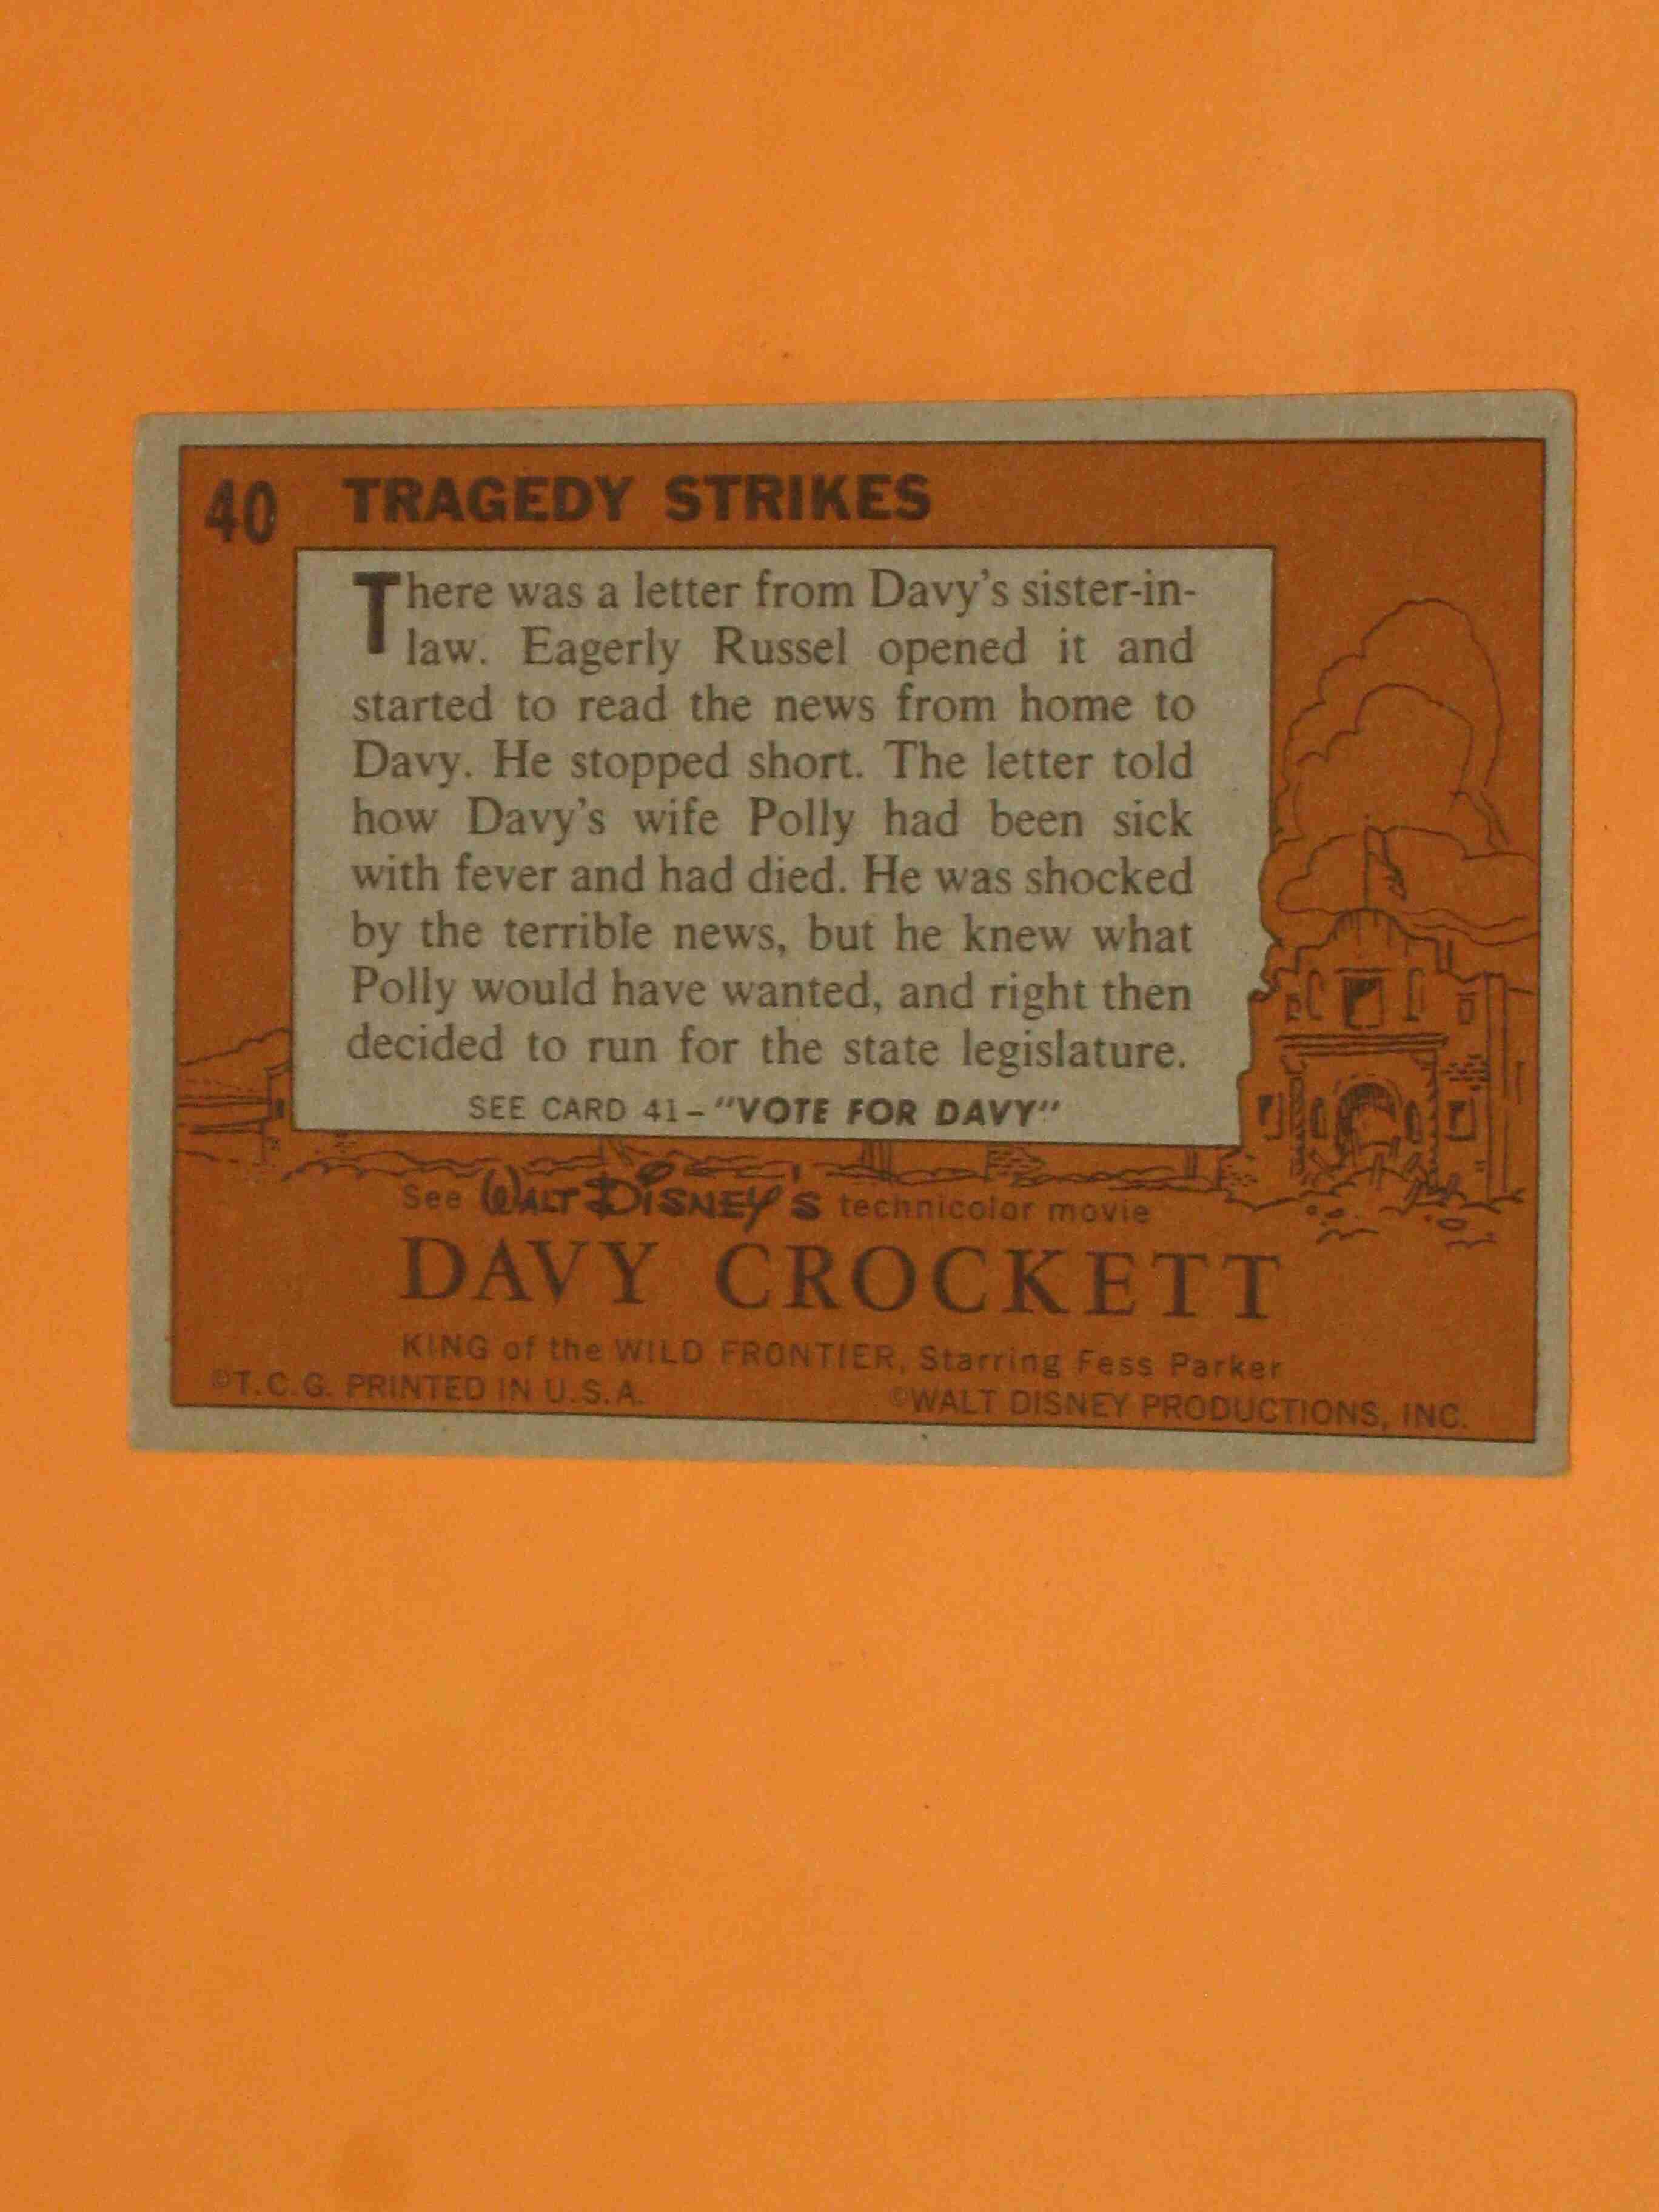 40 TRAGEDY STRIKES
There was a letter from Davy's sister-in-
law. Eagerly Russel opened it and
started to read the news from home to
Davy. He stopped short. The letter told
how Davy's wife Polly had been sick
with fever and had died. He was shocked
by the terrible news, but he knew what
Polly would have wanted, and right then
decided to run for the state legislature.
SEE CARD 41–"VOTE FOR DAVY"
See WALT DISNEY'S technicolor movie
DAVY CROCKETT
KING of the WILD FRONTIER, Starring Fess Parker
©T.C.G. PRINTED IN U.S.A. ©WALT DISNEY PRODUCTIONS, INC.